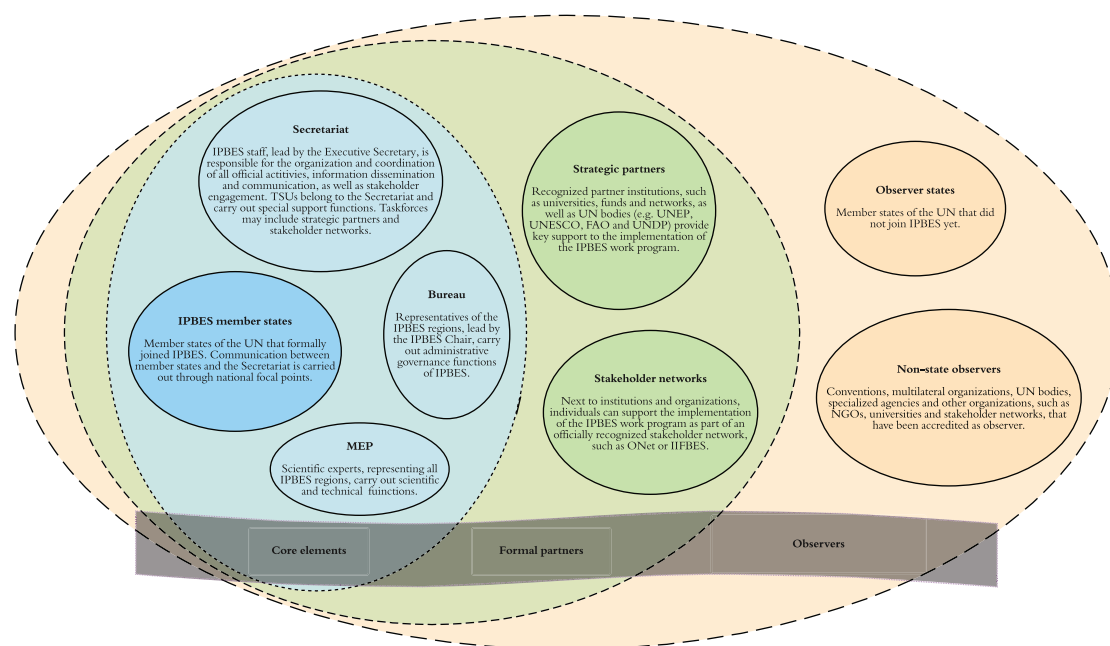 Secretariat
IPBES staff, lead by the Executive Secretary, is
responsible for the organization and coordination
of all official actitivies, information dissemination
and communication, as well as stakeholder
engagement. TSUs belong to the Secretariat and
carry out special support functions. Taskforces
may include strategic partners and
stakeholder networks.
IPBES member states
Member states of the UN that formally
joined IPBES. Communication between
member states and the Secretariat is carried
out through national focal points.
Bureau
Representatives of the
IPBES regions, lead by
the IPBES Chair, carry
out administrative
governance functions
of IPBES.
MEP
Scientific experts, representing all
IPBES regions, carry out scientific
and technical fuinctions.
Strategic partners
Recognized partner institutions, such
as universities, funds and networks, as
well as UN bodies (e.g. UNEP,
UNESCO, FAO and UNDP) provide
key support to the implementation of
the IPBES work program.
Stakeholder networks
Next to institutions and organizations,
individuals can support the implementation
of the IPBES work program as part of an
officially recognized stakeholder network,
such as ONet or IIFBES.
Observer states
Member states of the UN that did
not join IPBES yet.
Non-state observers
Conventions, multilateral organizations, UN bodies,
specialized agencies and other organizations, such as
NGOs, universities and stakeholder networks, that
have been accredited as observer.
Core elements
Formal partners
Observers